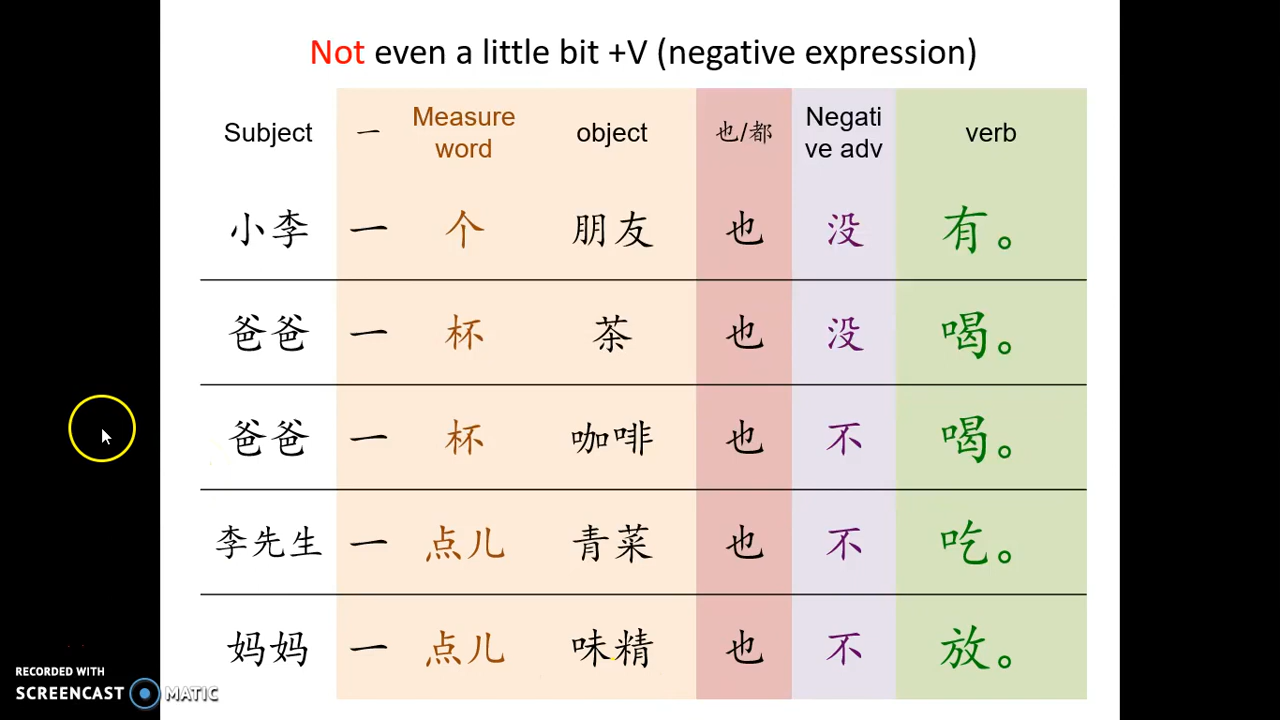 Not even a little bit +V (negative expression)
Subject 一 Measure word object 也/都 Negati ve adv verb
小李 一 个 朋友 也 没 有。
爸爸 一 杯 茶 也 没 喝。
爸爸 一 杯 咖啡 也 不 喝。
李先生 一 点儿 青菜 也 不 吃。
妈妈 一 点儿 味精 也 不 放。
RECORDED WITH
SCREENCAST MATIC